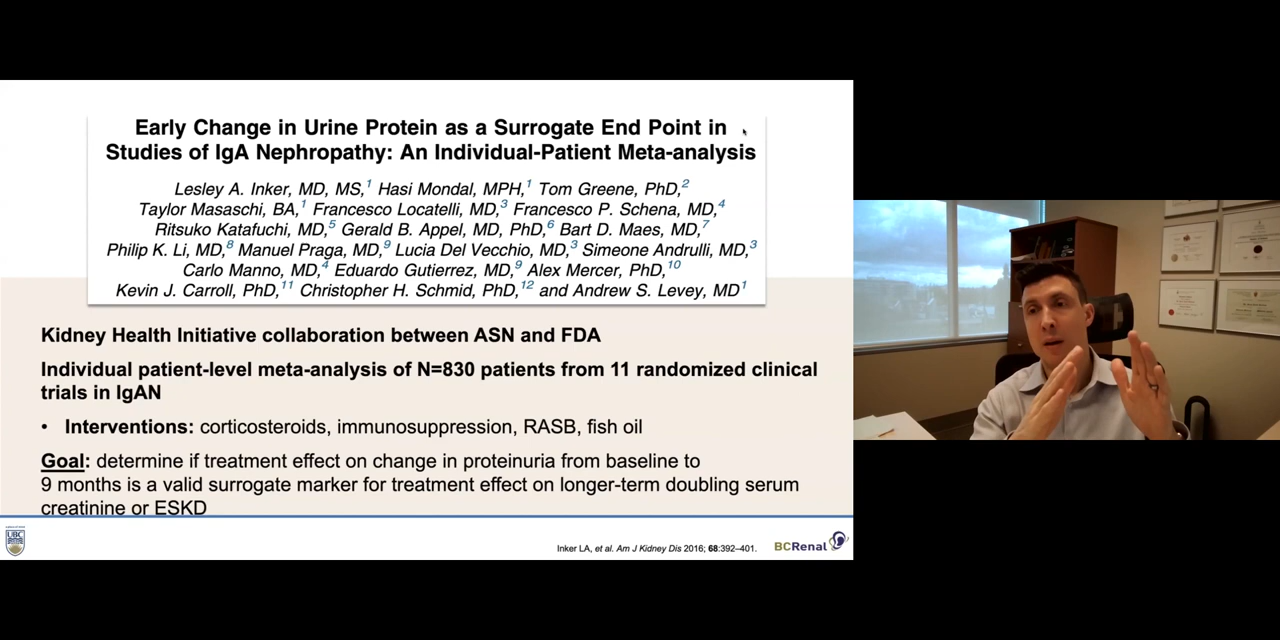 Early Change in Urine Protein as a Surrogate End Point in
Studies of IgA Nephropathy: An Individual-Patient Meta-analysis
Lesley A. Inker, MD, MS,1 Hasi Mondal, MPH,1 Tom Greene, PhD,2
Taylor Masaschi, BA,1 Francesco Locatelli, MD,3 Francesco P. Schena, MD,4
Ritsuko Katafuchi, MD,5 Gerald B. Appel, MD, PhD,6 Bart D. Maes, MD,7
Philip K. Li, MD,8 Manuel Praga, MD,9 Lucia Del Vecchio, MD,3 Simeone Andrulli, MD,3
Carlo Manno, MD,4 Eduardo Gutierrez, MD,9 Alex Mercer, PhD,10
Kevin J. Carroll, PhD,11 Christopher H. Schmid, PhD,12 and Andrew S. Levey, MD1
Kidney Health Initiative collaboration between ASN and FDA
Individual patient-level meta-analysis of N=830 patients from 11 randomized clinical
trials in IgAN
• Interventions: corticosteroids, immunosuppression, RASB, fish oil
Goal: determine if treatment effect on change in proteinuria from baseline to
9 months is a valid surrogate marker for treatment effect on longer-term doubling serum
creatinine or ESKD
UBC
Inker LA, et al. Am J Kidney Dis 2016; 68:392–401.
BCRenal